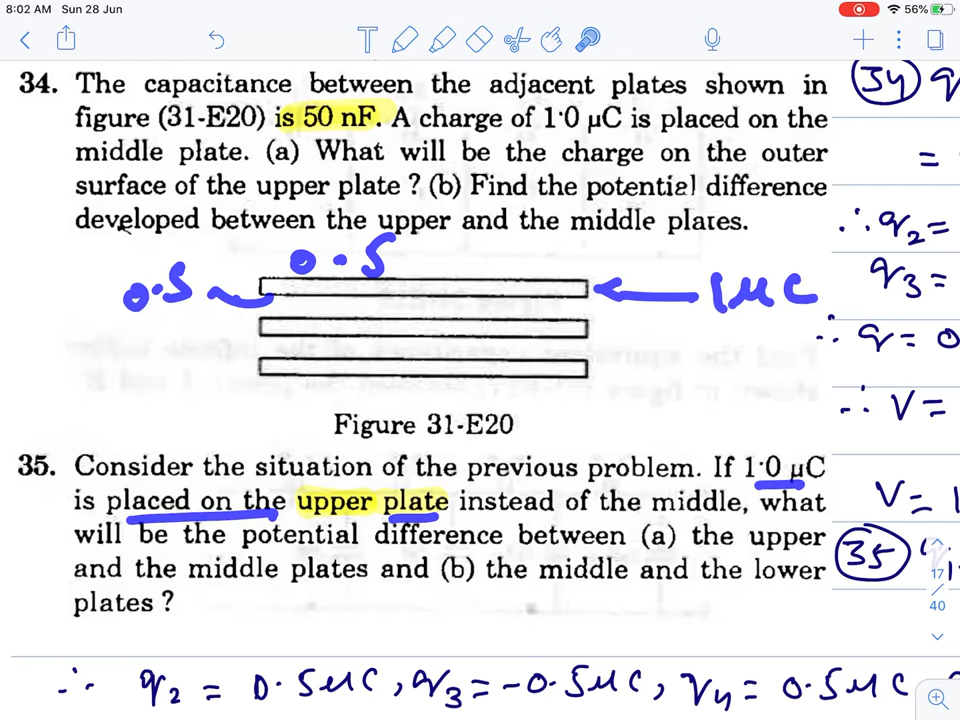 8:02 AM Sun 28 Jun
56%
34. The capacitance between the adjacent plates shown in
figure (31-E20) is 50 nF. A charge of 1·0 μC is placed on the
middle plate. (a) What will be the charge on the outer
surface of the upper plate ? (b) Find the potential difference
developed between the upper and the middle plates.
34 q
=
∴ q2 =
q3 =
∴ q = 0
∴ V =
V = 1
35
0.5
0.5
1μC
Figure 31-E20
35. Consider the situation of the previous problem. If 1·0 μC
is placed on the upper plate instead of the middle, what
will be the potential difference between (a) the upper
and the middle plates and (b) the middle and the lower
plates ?
17
40
∴ q2 = 0.5μC, q3 = -0.5μC, q4 = 0.5μC